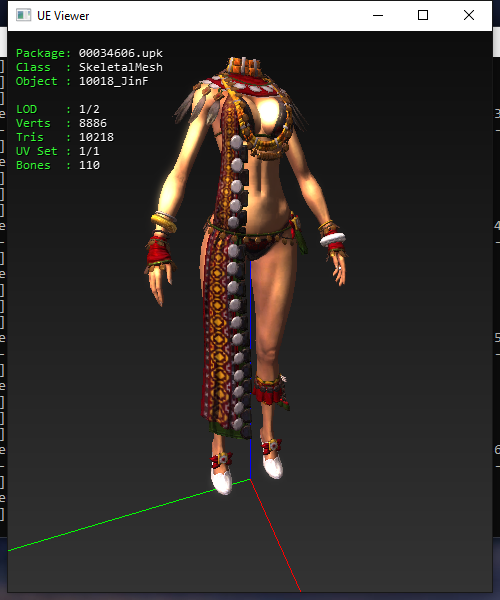 UE Viewer
Package: 00034606.upk
Class  : SkeletalMesh
Object : 10018_JinF
LOD    : 1/2
Verts  : 8886
Tris   : 10218
UV Set : 1/1
Bones  : 110